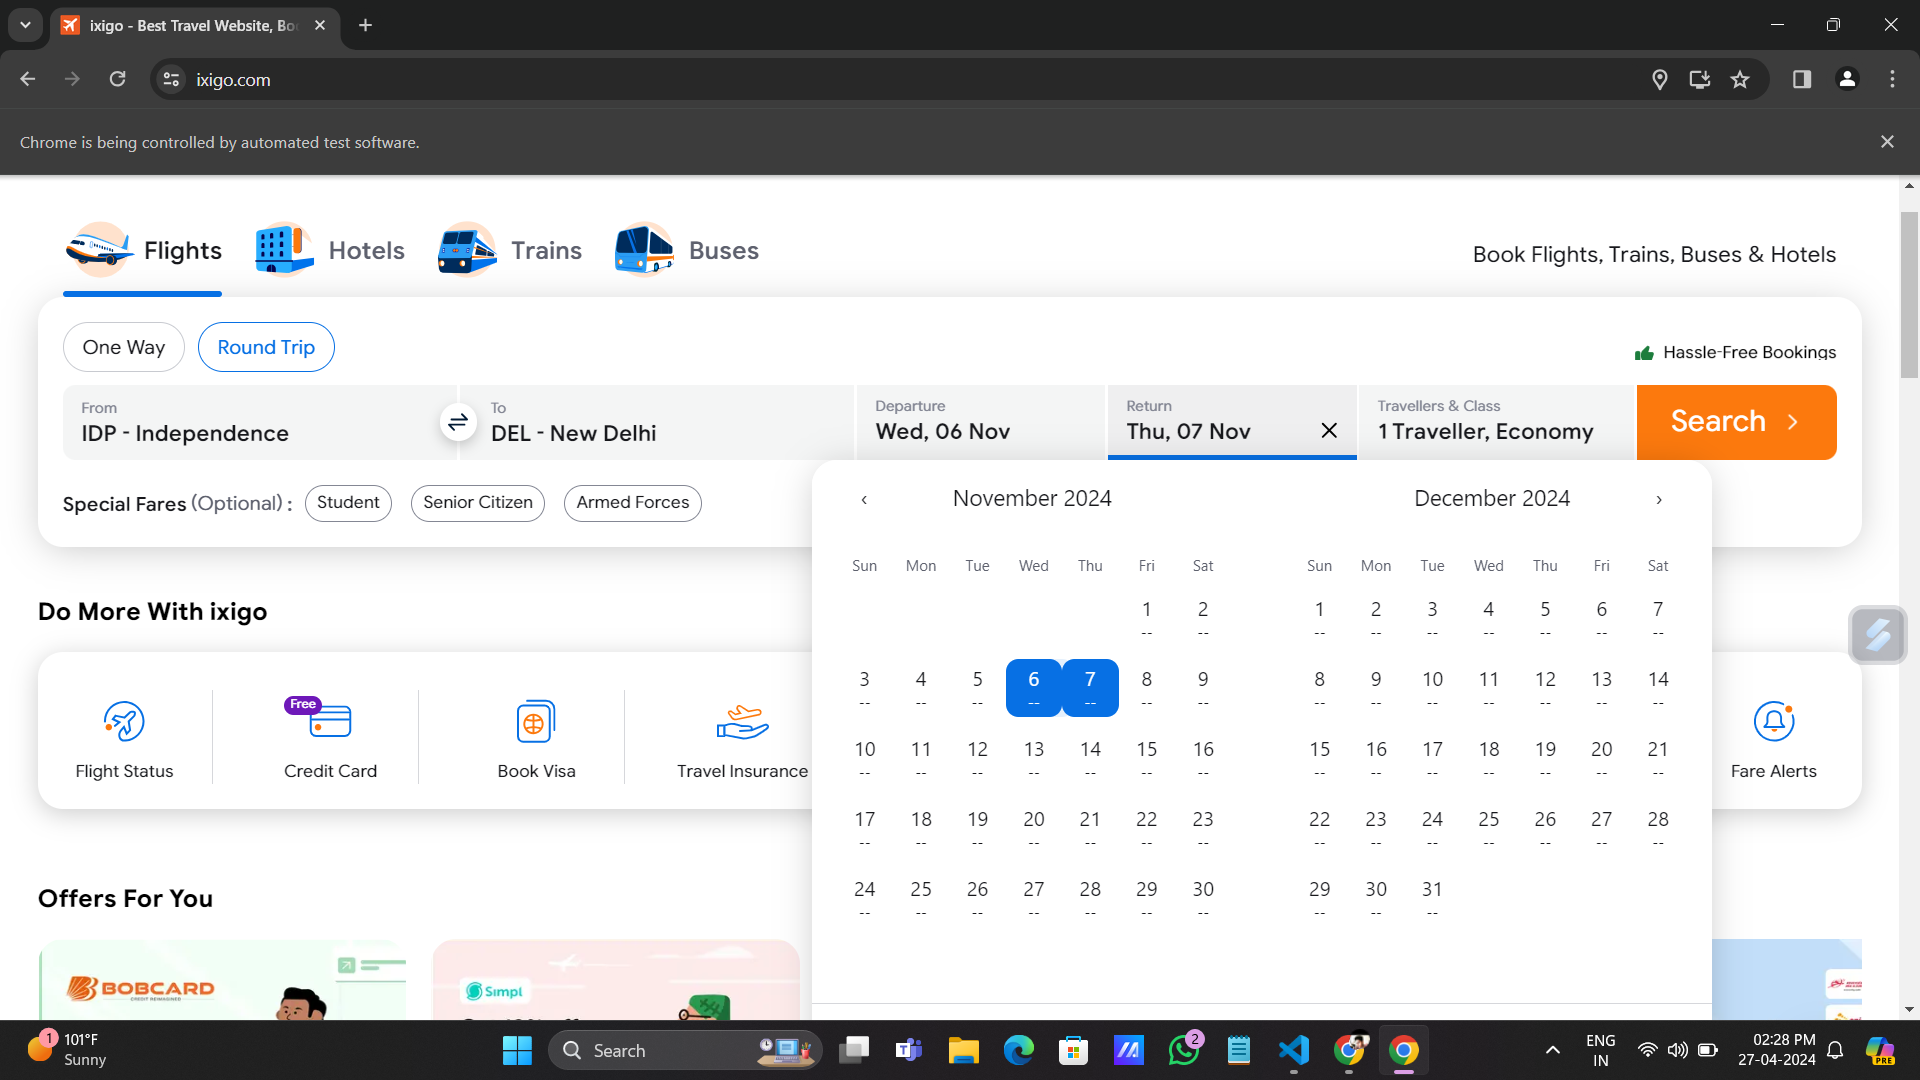 ixigo - Best Travel Website, Bo
ixigo.com
Chrome is being controlled by automated test software.
Flights
Hotels
Trains
Buses
Book Flights, Trains, Buses & Hotels
One Way
Round Trip
Hassle-Free Bookings
From
IDP - Independence
To
DEL - New Delhi
Departure
Wed, 06 Nov
Return
Thu, 07 Nov
Travellers & Class
1 Traveller, Economy
Search
Special Fares (Optional) :
Student
Senior Citizen
Armed Forces
November 2024
December 2024
Sun Mon Tue Wed Thu Fri Sat
Sun Mon Tue Wed Thu Fri Sat
1 2
-- --
1 2 3 4 5 6 7
-- -- -- -- -- -- --
3 4 5 6 7 8 9
-- -- -- -- -- -- --
8 9 10 11 12 13 14
-- -- -- -- -- -- --
10 11 12 13 14 15 16
-- -- -- -- -- -- --
15 16 17 18 19 20 21
-- -- -- -- -- -- --
17 18 19 20 21 22 23
-- -- -- -- -- -- --
22 23 24 25 26 27 28
-- -- -- -- -- -- --
24 25 26 27 28 29 30
-- -- -- -- -- -- --
29 30 31
-- -- --
Do More With ixigo
Flight Status
Free
Credit Card
Book Visa
Travel Insurance
Fare Alerts
Offers For You
BOBCARD
CREDIT REIMAGINED
Simpl
1
101°F
Sunny
Search
2
ENG
IN
02:28 PM
27-04-2024
PRE